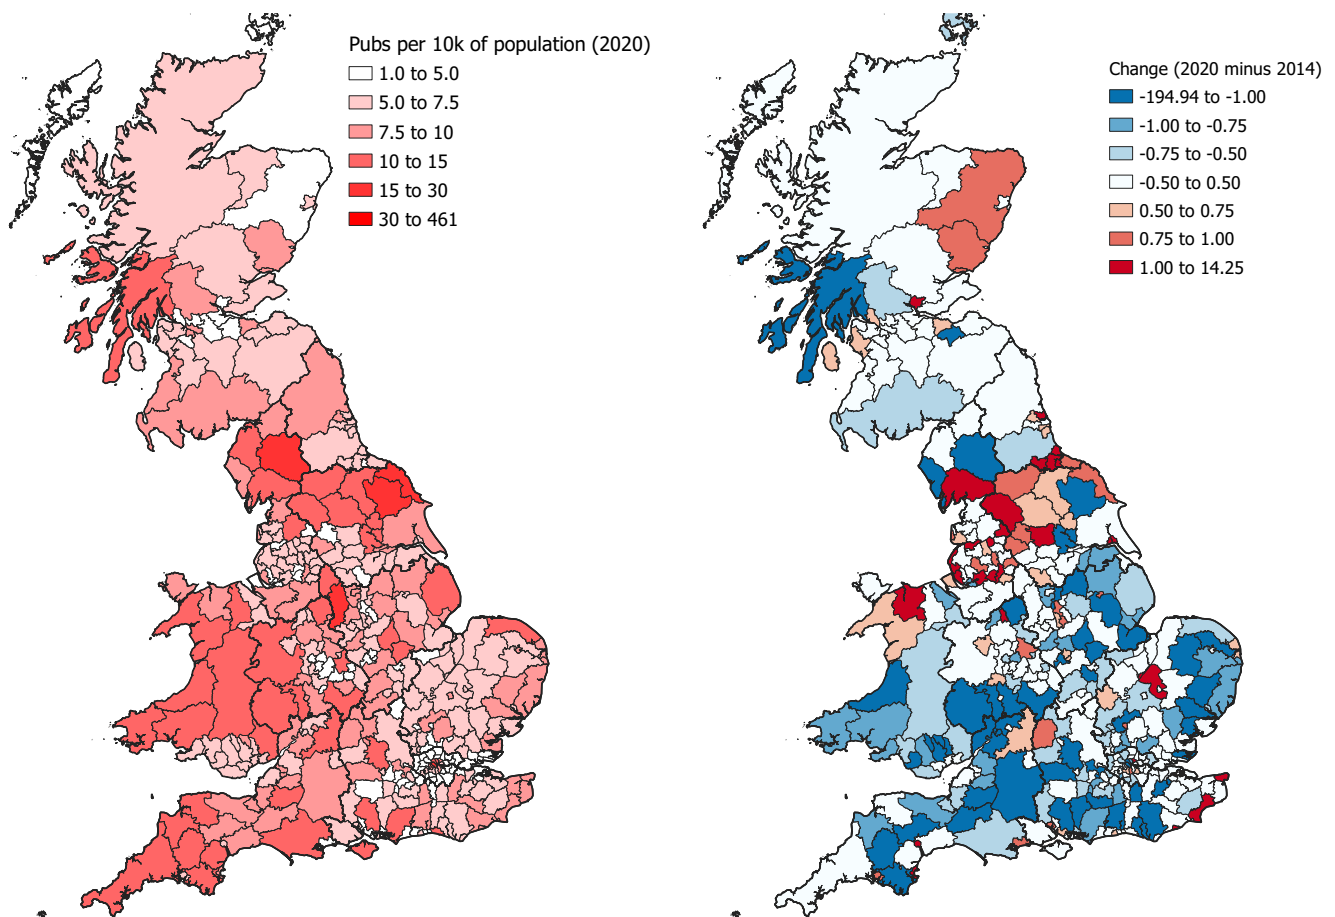 Pubs per 10k of population (2020)
1.0 to 5.0
5.0 to 7.5
7.5 to 10
10 to 15
15 to 30
30 to 461
Change (2020 minus 2014)
-194.94 to -1.00
-1.00 to -0.75
-0.75 to -0.50
-0.50 to 0.50
0.50 to 0.75
0.75 to 1.00
1.00 to 14.25